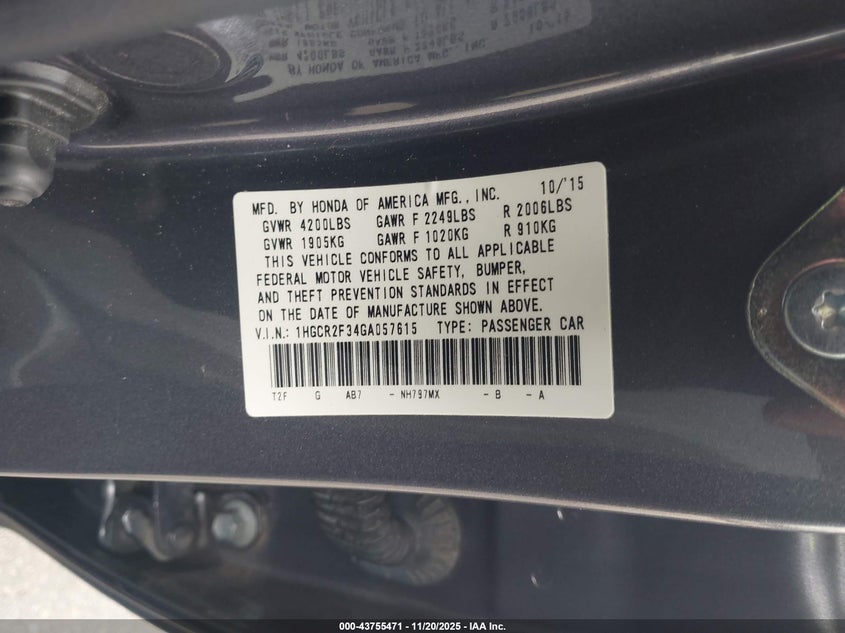 MFD. BY HONDA OF AMERICA MFG., INC. 10/'15
GVWR 4200LBS GAWR F 2249LBS R 2006LBS
GVWR 1905KG GAWR F 1020KG R 910KG
THIS VEHICLE CONFORMS TO ALL APPLICABLE
FEDERAL MOTOR VEHICLE SAFETY, BUMPER,
AND THEFT PREVENTION STANDARDS IN EFFECT
ON THE DATE OF MANUFACTURE SHOWN ABOVE.
V.I.N.: 1HGCR2F34GA057615 TYPE: PASSENGER CAR
T2F G AB7 - NH797MX - B - A
000-43755471 - 11/20/2025 - IAA Inc.